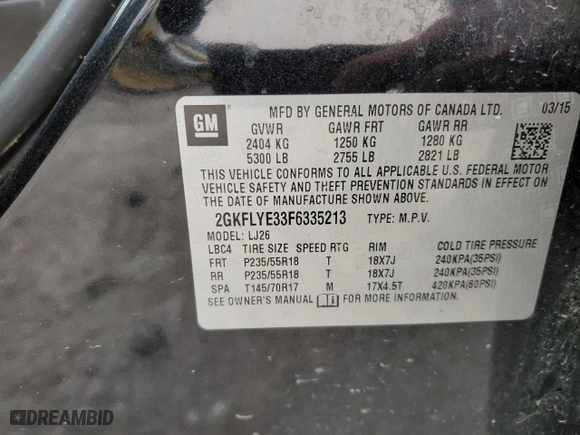 GM
MFD BY GENERAL MOTORS OF CANADA LTD. 03/15
GVWR GAWR FRT GAWR RR
2404 KG 1250 KG 1280 KG
5300 LB 2755 LB 2821 LB
THIS VEHICLE CONFORMS TO ALL APPLICABLE U.S. FEDERAL MOTOR
VEHICLE SAFETY AND THEFT PREVENTION STANDARDS IN EFFECT ON
THE DATE OF MANUFACTURE SHOWN ABOVE.
2GKFLYE33F6335213 TYPE: M.P.V.
MODEL: LJ26
LBC4 TIRE SIZE SPEED RTG RIM COLD TIRE PRESSURE
FRT P235/55R18 T 18X7J 240KPA(35PSI)
RR P235/55R18 T 18X7J 240KPA(35PSI)
SPA T145/70R17 M 17X4.5T 420KPA(60PSI)
SEE OWNER'S MANUAL FOR MORE INFORMATION.
DREAMBID